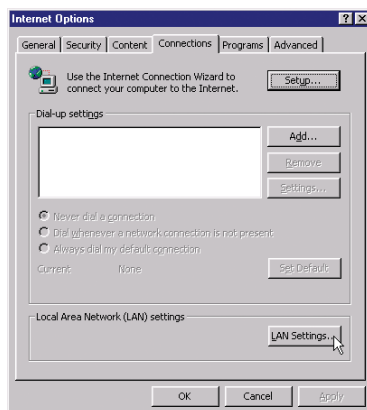 Internet Options
General Security Content Connections Programs Advanced
Use the Internet Connection Wizard to
connect your computer to the Internet.
Setup...
Dial-up settings
Add...
Remove
Settings...
Never dial a connection
Dial whenever a network connection is not present
Always dial my default connection
Current None
Set Default
Local Area Network (LAN) settings
LAN Settings...
OK Cancel Apply